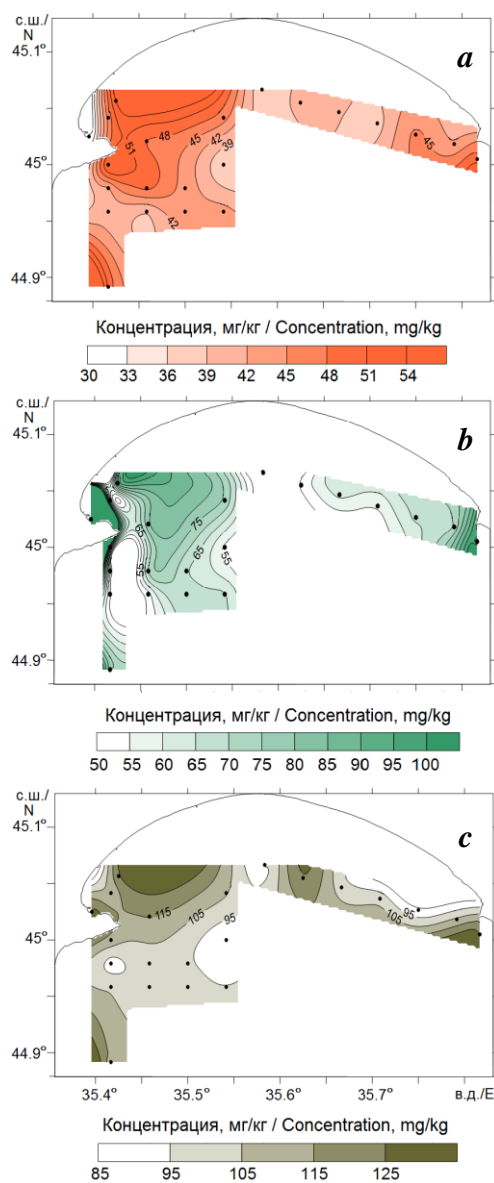 с.ш./
N
45.1°
a
48
45
42
39
51
45°
45
42
44.9°
Концентрация, мг/кг / Concentration, mg/kg
30 33 36 39 42 45 48 51 54
с.ш./
N
45.1°
b
75
65
65
55
55
45°
44.9°
Концентрация, мг/кг / Concentration, mg/kg
50 55 60 65 70 75 80 85 90 95 100
с.ш./
N
45.1°
c
115
105
95
95
105
45°
44.9°
35.4° 35.5° 35.6° 35.7° в.д./E
Концентрация, мг/кг / Concentration, mg/kg
85 95 105 115 125